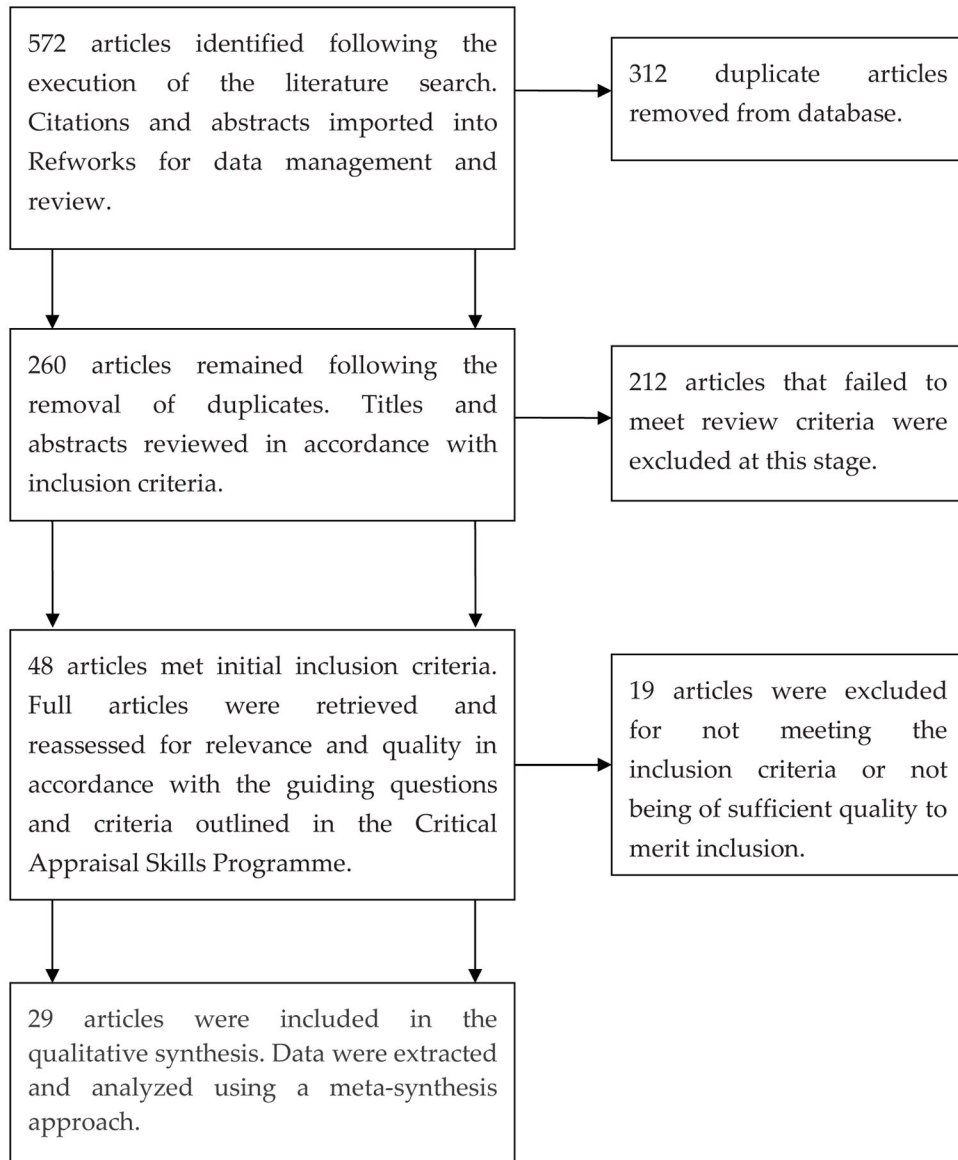 572 articles identified following the
execution of the literature search.
Citations and abstracts imported into
Refworks for data management and
review.
312 duplicate articles
removed from database.
260 articles remained following the
removal of duplicates. Titles and
abstracts reviewed in accordance with
inclusion criteria.
212 articles that failed to
meet review criteria were
excluded at this stage.
48 articles met initial inclusion criteria.
Full articles were retrieved and
reassessed for relevance and quality in
accordance with the guiding questions
and criteria outlined in the Critical
Appraisal Skills Programme.
19 articles were excluded
for not meeting the
inclusion criteria or not
being of sufficient quality to
merit inclusion.
29 articles were included in the
qualitative synthesis. Data were extracted
and analyzed using a meta-synthesis
approach.